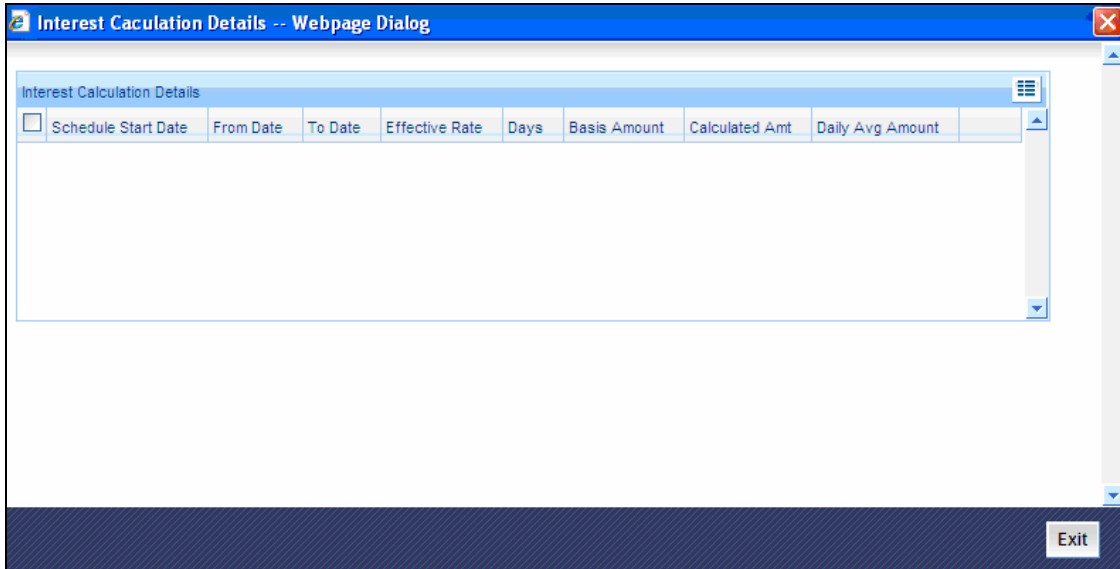 Interest Caculation Details -- Webpage Dialog
Interest Calculation Details
Schedule Start Date From Date To Date Effective Rate Days Basis Amount Calculated Amt Daily Avg Amount
Exit